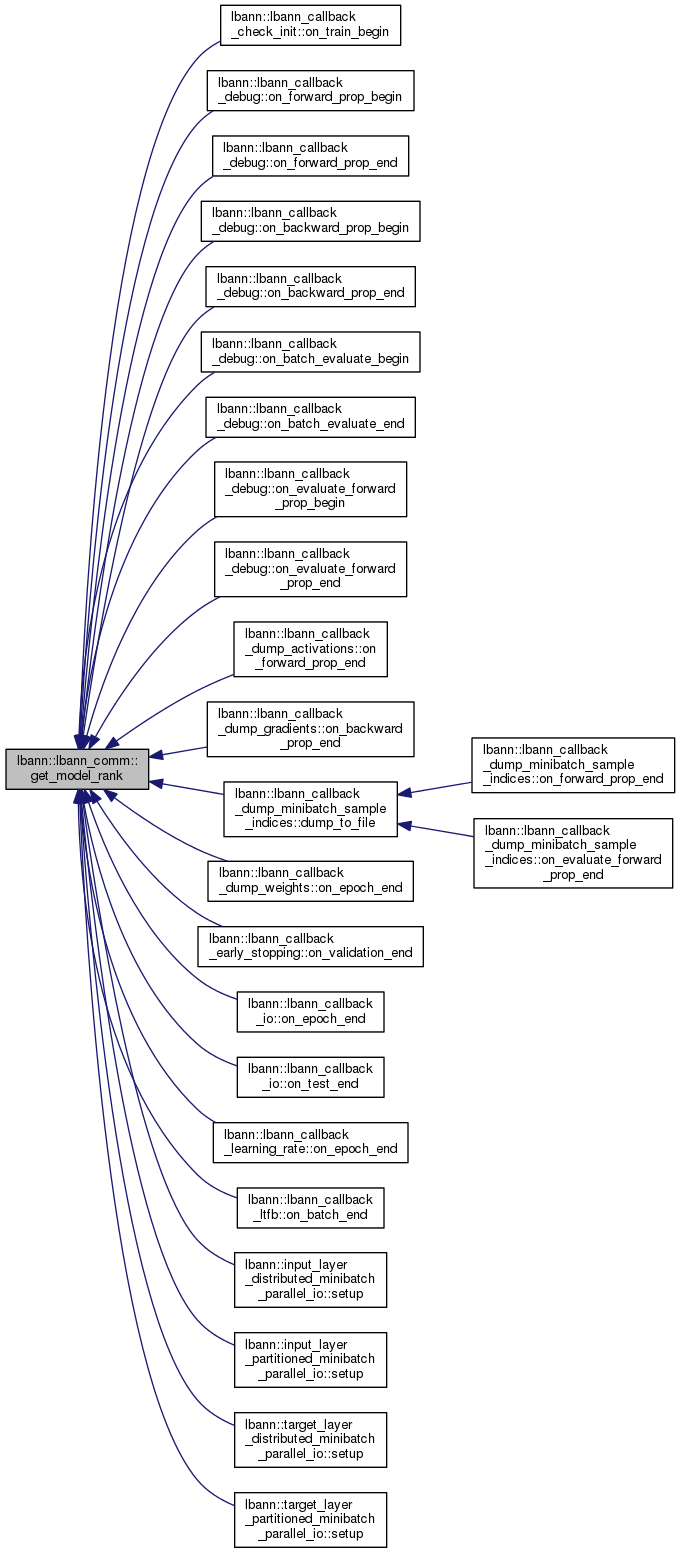 lbann::lbann_callback
_check_init::on_train_begin
lbann::lbann_callback
_debug::on_forward_prop_begin
lbann::lbann_callback
_debug::on_forward_prop_end
lbann::lbann_callback
_debug::on_backward_prop_begin
lbann::lbann_callback
_debug::on_backward_prop_end
lbann::lbann_callback
_debug::on_batch_evaluate_begin
lbann::lbann_callback
_debug::on_batch_evaluate_end
lbann::lbann_callback
_debug::on_evaluate_forward
_prop_begin
lbann::lbann_callback
_debug::on_evaluate_forward
_prop_end
lbann::lbann_callback
_dump_activations::on
_forward_prop_end
lbann::lbann_callback
_dump_gradients::on_backward
_prop_end
lbann::lbann_comm::
get_model_rank
lbann::lbann_callback
_dump_minibatch_sample
_indices::dump_to_file
lbann::lbann_callback
_dump_minibatch_sample
_indices::on_forward_prop_end
lbann::lbann_callback
_dump_minibatch_sample
_indices::on_evaluate_forward
_prop_end
lbann::lbann_callback
_dump_weights::on_epoch_end
lbann::lbann_callback
_early_stopping::on_validation_end
lbann::lbann_callback
_io::on_epoch_end
lbann::lbann_callback
_io::on_test_end
lbann::lbann_callback
_learning_rate::on_epoch_end
lbann::lbann_callback
_ltfb::on_batch_end
lbann::input_layer
_distributed_minibatch
_parallel_io::setup
lbann::input_layer
_partitioned_minibatch
_parallel_io::setup
lbann::target_layer
_distributed_minibatch
_parallel_io::setup
lbann::target_layer
_partitioned_minibatch
_parallel_io::setup